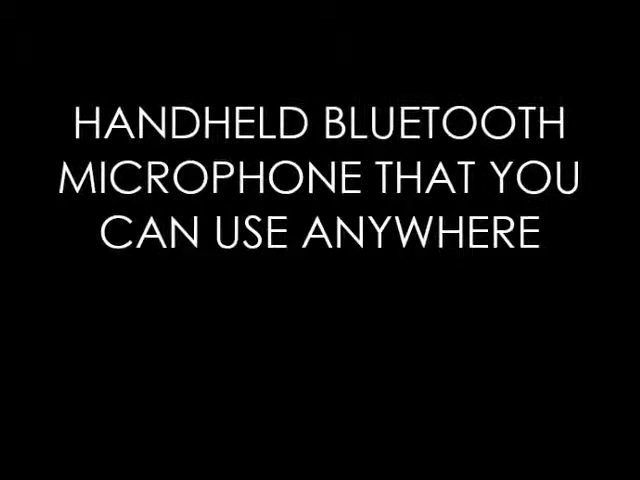 HANDHELD BLUETOOTH
MICROPHONE THAT YOU
CAN USE ANYWHERE